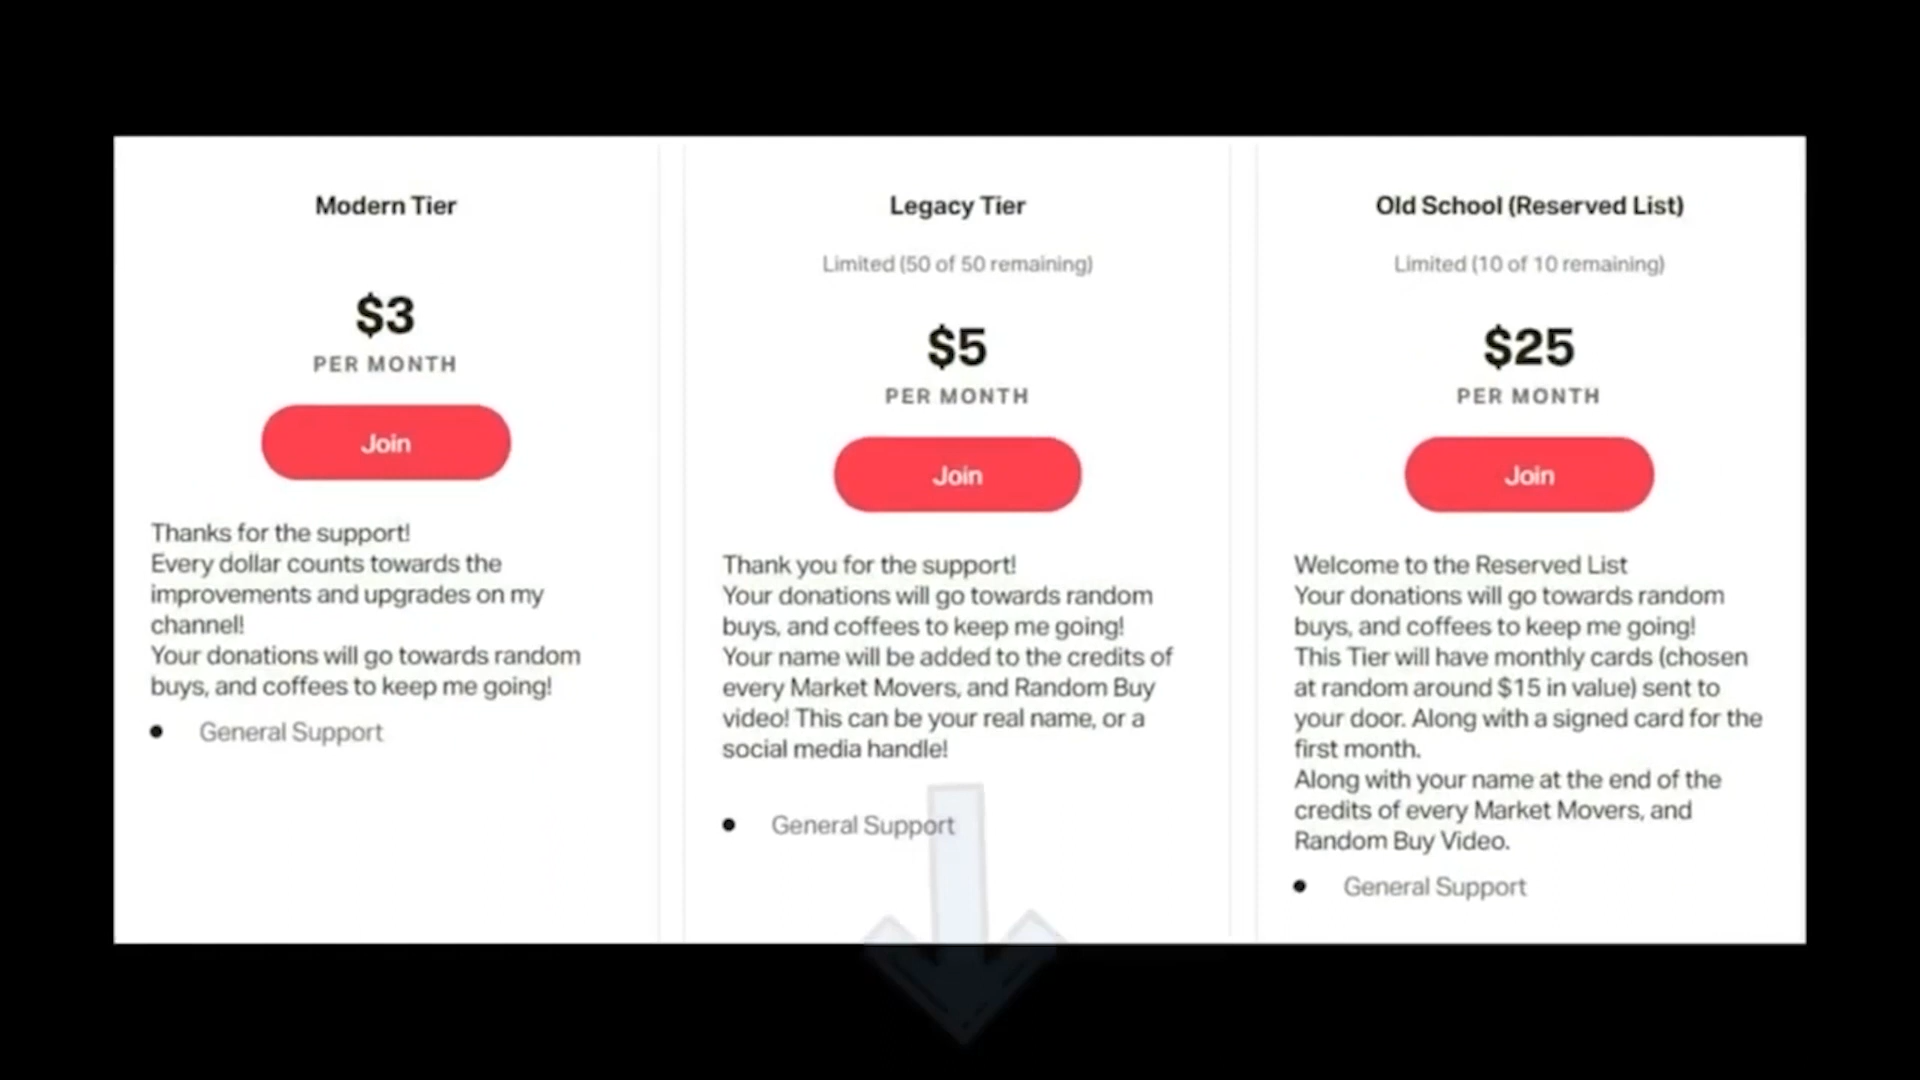 Modern Tier
$3
PER MONTH
Join
Thanks for the support!
Every dollar counts towards the
improvements and upgrades on my
channel!
Your donations will go towards random
buys, and coffees to keep me going!
General Support
Legacy Tier
Limited (50 of 50 remaining)
$5
PER MONTH
Join
Thank you for the support!
Your donations will go towards random
buys, and coffees to keep me going!
Your name will be added to the credits of
every Market Movers, and Random Buy
video! This can be your real name, or a
social media handle!
General Support
Old School (Reserved List)
Limited (10 of 10 remaining)
$25
PER MONTH
Join
Welcome to the Reserved List
Your donations will go towards random
buys, and coffees to keep me going!
This Tier will have monthly cards (chosen
at random around $15 in value) sent to
your door. Along with a signed card for the
first month.
Along with your name at the end of the
credits of every Market Movers, and
Random Buy Video.
General Support